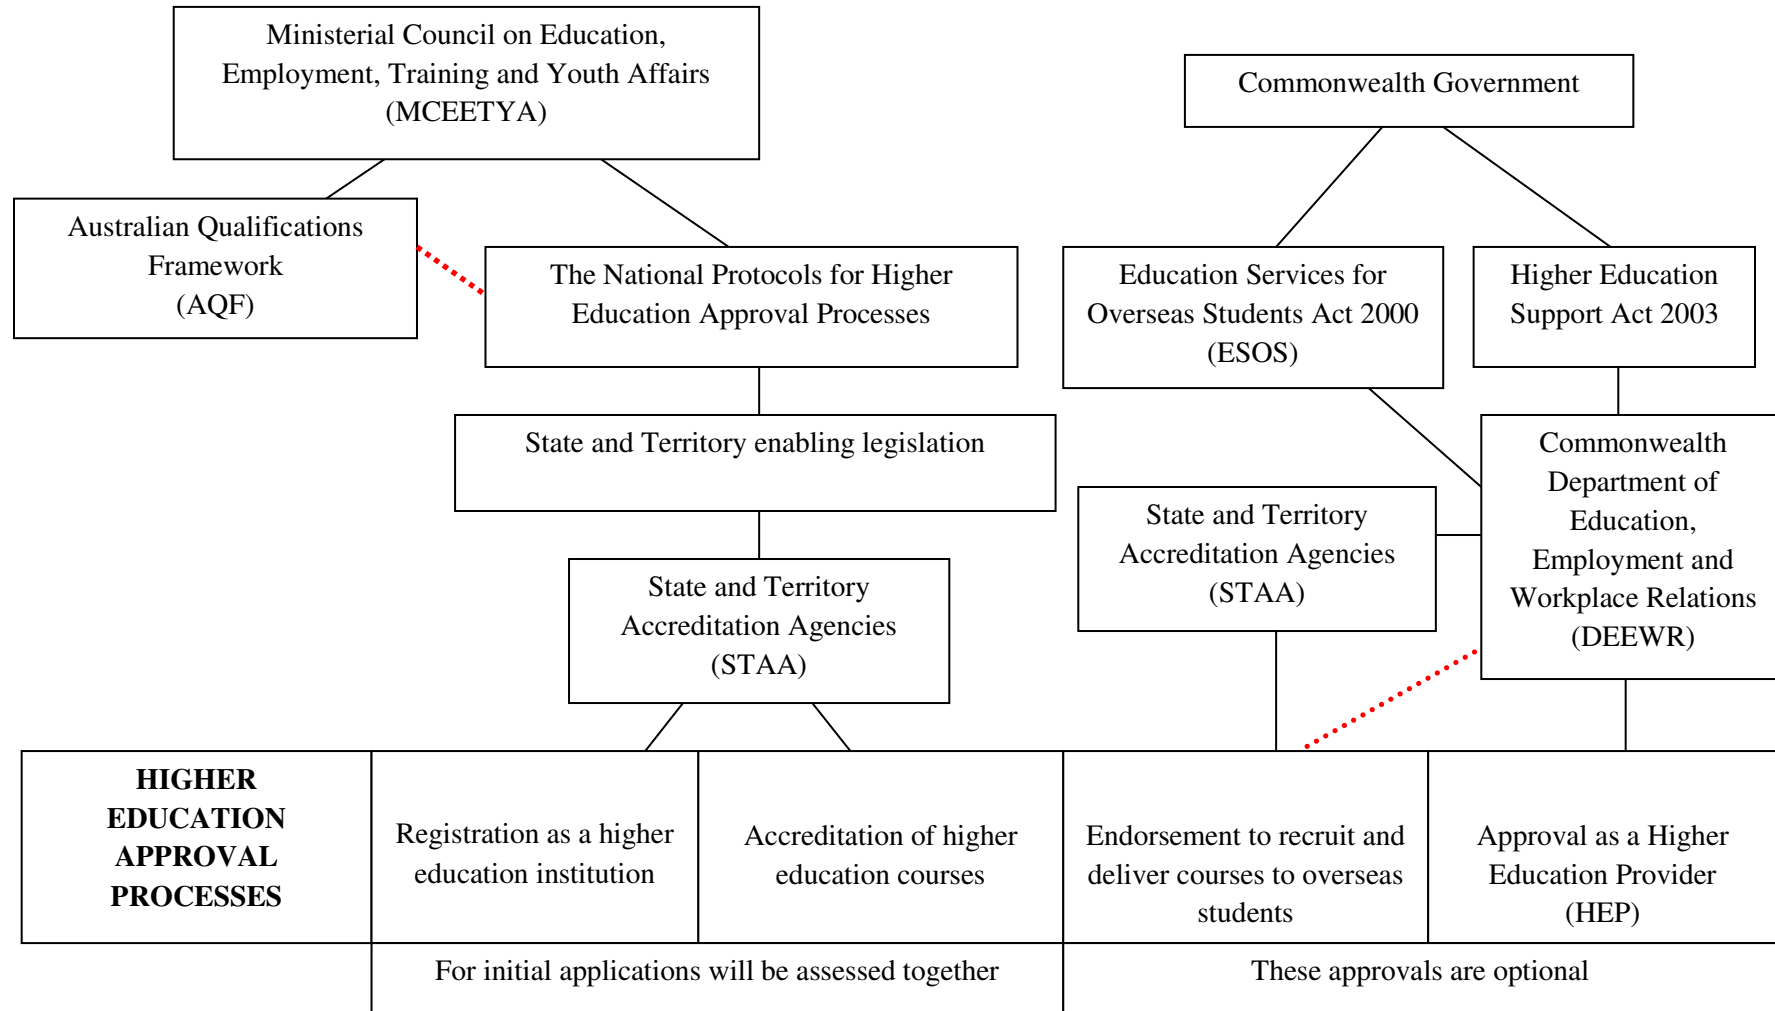 Ministerial Council on Education,
Employment, Training and Youth Affairs
(MCEETYA)
Commonwealth Government
Australian Qualifications
Framework
(AQF)
The National Protocols for Higher
Education Approval Processes
Education Services for
Overseas Students Act 2000
(ESOS)
Higher Education
Support Act 2003
State and Territory enabling legislation
Commonwealth
Department of
Education,
Employment and
Workplace Relations
(DEEWR)
State and Territory
Accreditation Agencies
(STAA)
State and Territory
Accreditation Agencies
(STAA)
HIGHER
EDUCATION
APPROVAL
PROCESSES
Registration as a higher
education institution
Accreditation of higher
education courses
Endorsement to recruit and
deliver courses to overseas
students
Approval as a Higher
Education Provider
(HEP)
For initial applications will be assessed together
These approvals are optional